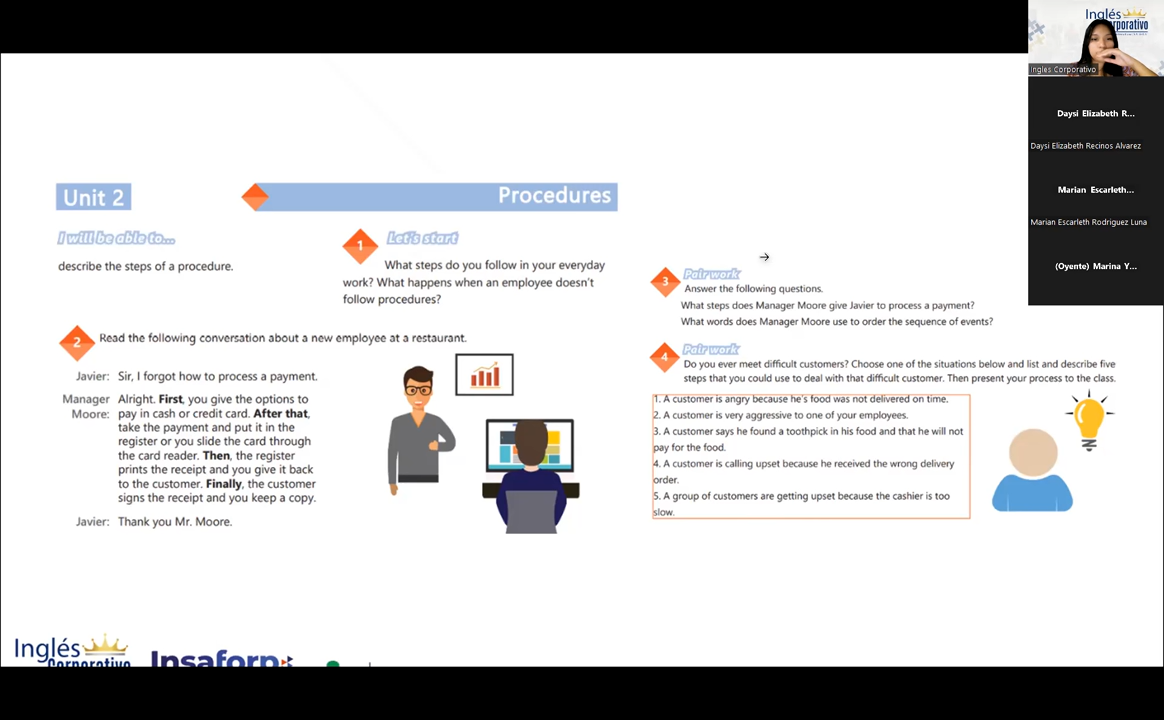 Unit 2
Procedures
I will be able to...
describe the steps of a procedure.
1
Let's start
What steps do you follow in your everyday
work? What happens when an employee doesn't
follow procedures?
2
Read the following conversation about a new employee at a restaurant.
Javier: Sir, I forgot how to process a payment.
Manager Moore: Alright. First, you give the options to
pay in cash or credit card. After that,
take the payment and put it in the
register or you slide the card through
the card reader. Then, the register
prints the receipt and you give it back
to the customer. Finally, the customer
signs the receipt and you keep a copy.
Javier: Thank you Mr. Moore.
3
Pair work
Answer the following questions.
What steps does Manager Moore give Javier to process a payment?
What words does Manager Moore use to order the sequence of events?
4
Pair work
Do you ever meet difficult customers? Choose one of the situations below and list and describe five
steps that you could use to deal with that difficult customer. Then present your process to the class.
1. A customer is angry because he's food was not delivered on time.
2. A customer is very aggressive to one of your employees.
3. A customer says he found a toothpick in his food and that he will not
pay for the food.
4. A customer is calling upset because he received the wrong delivery
order.
5. A group of customers are getting upset because the cashier is too
slow.
Inglés
Corporativo
Insaforp
Inglés
Corporativo
Ingles Corporativo
Daysi Elizabeth R...
Daysi Elizabeth Recinos Alvarez
Marian Escarleth...
Marian Escarleth Rodriguez Luna
(Oyente) Marina Y...